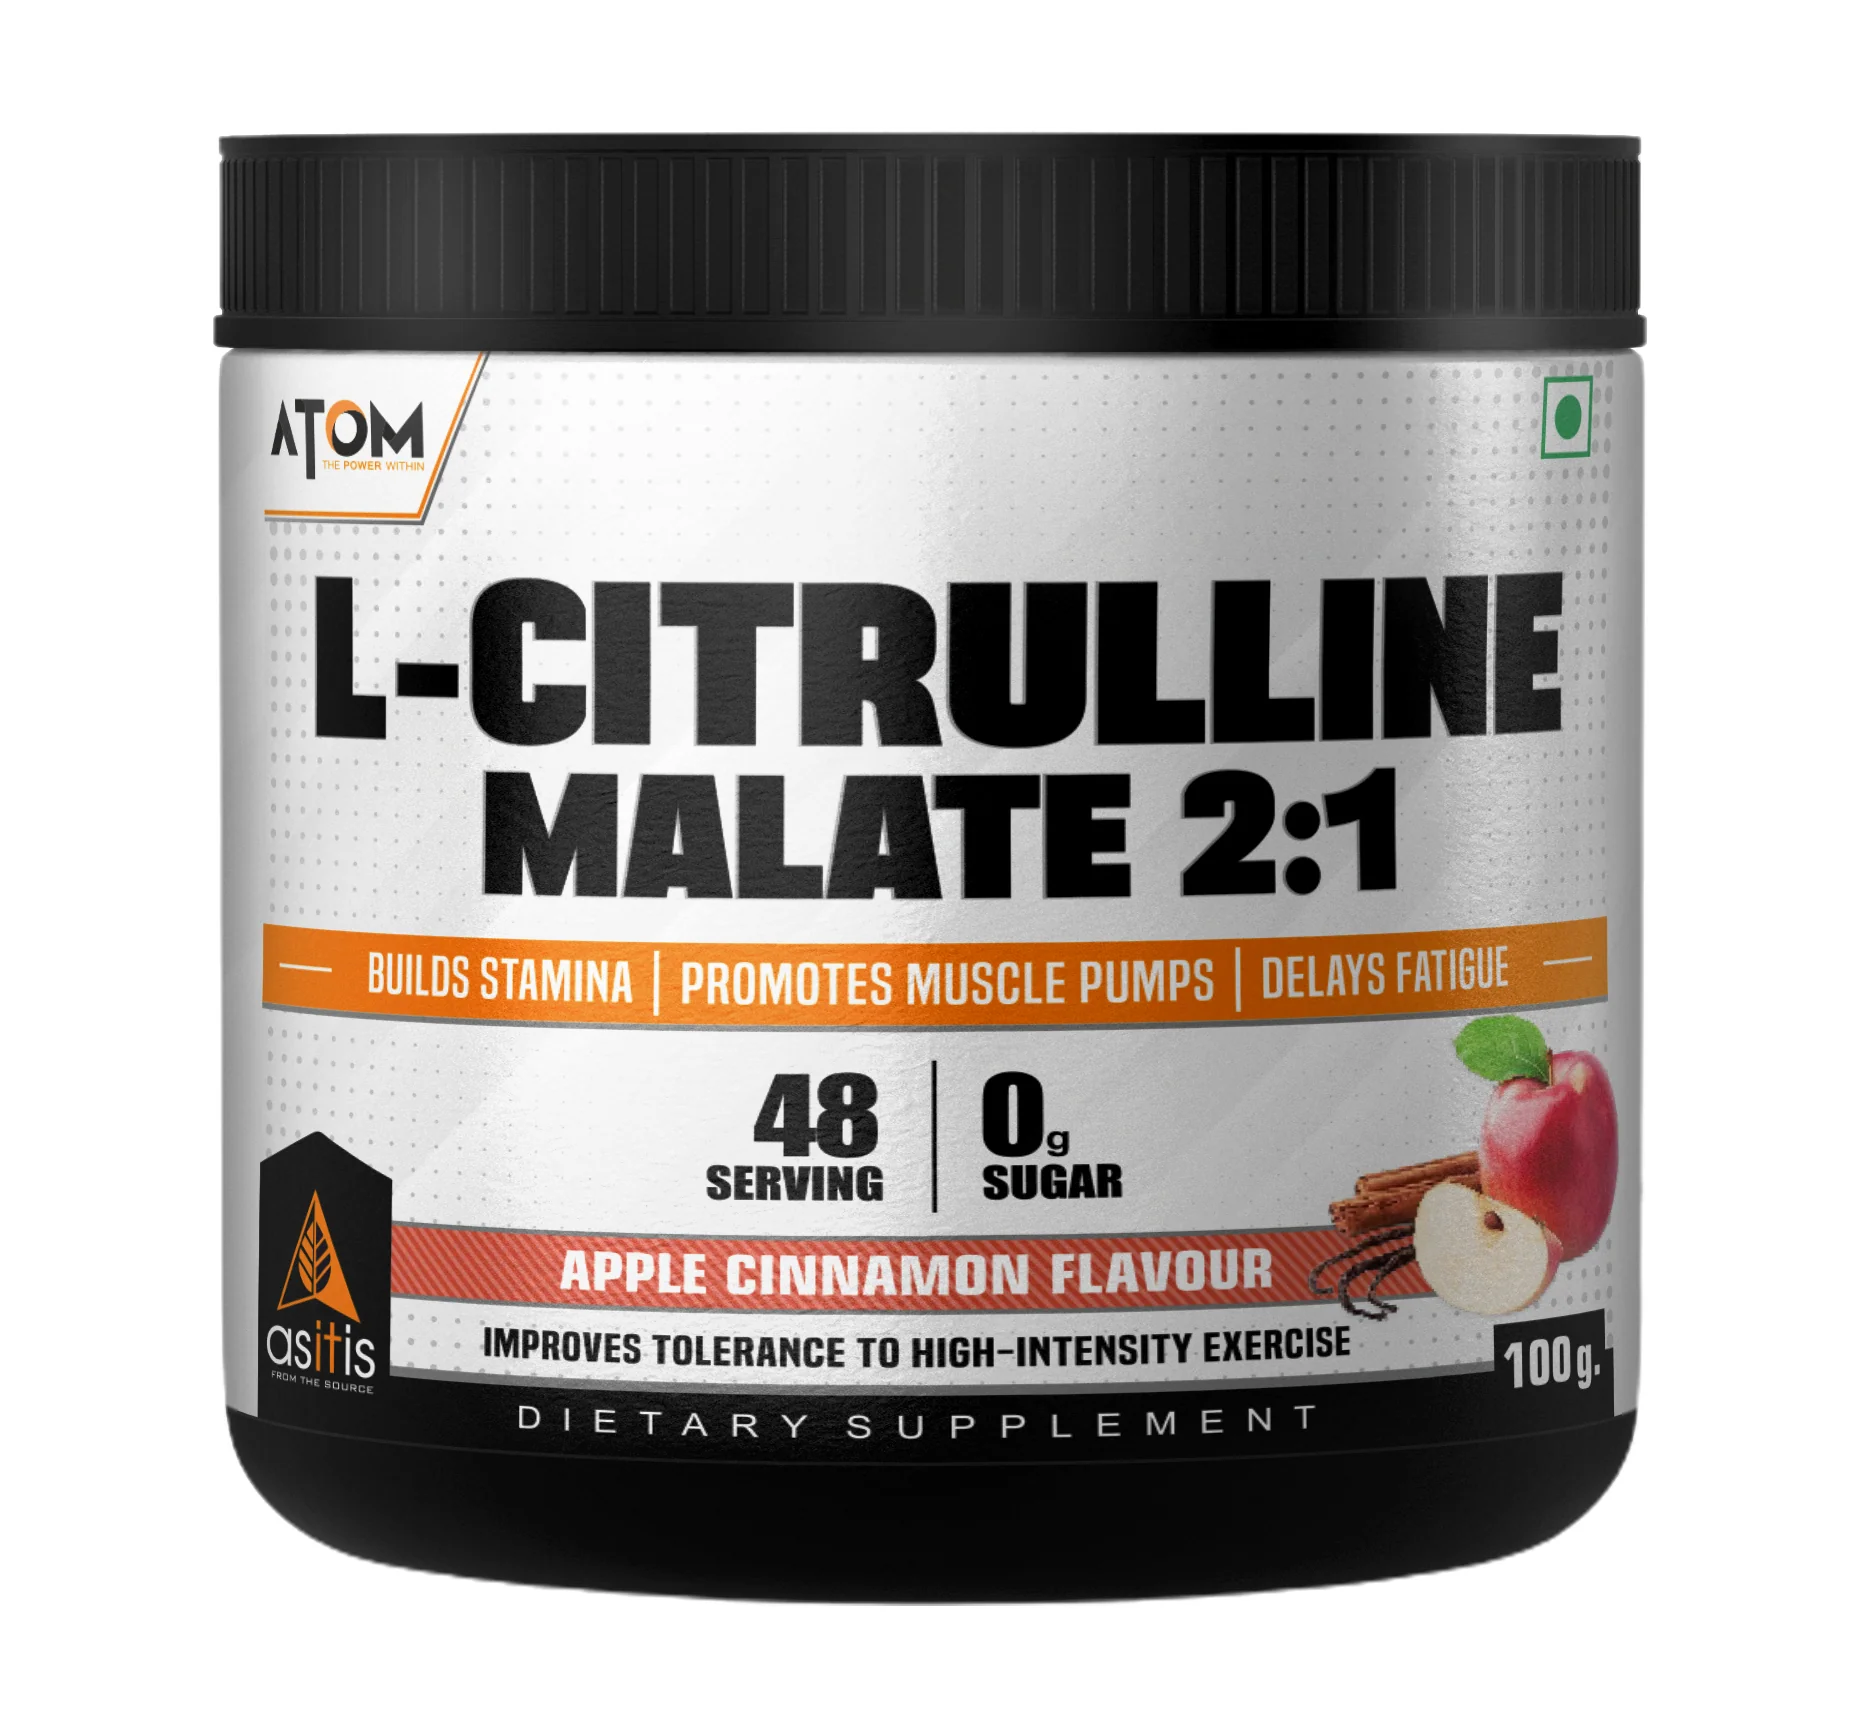 ATOM
THE POWER WITHIN
L-CITRULLINE
MALATE 2:1
BUILDS STAMINA | PROMOTES MUSCLE PUMPS | DELAYS FATIGUE
48
SERVING
0g
SUGAR
APPLE CINNAMON FLAVOUR
IMPROVES TOLERANCE TO HIGH-INTENSITY EXERCISE
asitis
FROM THE SOURCE
100g.
DIETARY SUPPLEMENT